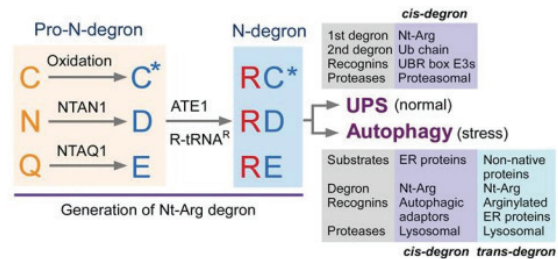 Pro-N-degron
N-degron
C Oxidation C*
N NTAN1 D
Q NTAQ1 E
ATE1
R-tRNAᴿ
RC*
RD
RE
Generation of Nt-Arg degron
UPS (normal)
Autophagy (stress)
cis-degron
1st degron Nt-Arg
2nd degron Ub chain
Recognins UBR box E3s
Proteases Proteasomal
Substrates ER proteins Non-native
proteins
Degron Nt-Arg Nt-Arg
Recognins Autophagic Arginylated
adaptors ER proteins
Proteases Lysosomal Lysosomal
cis-degron trans-degron